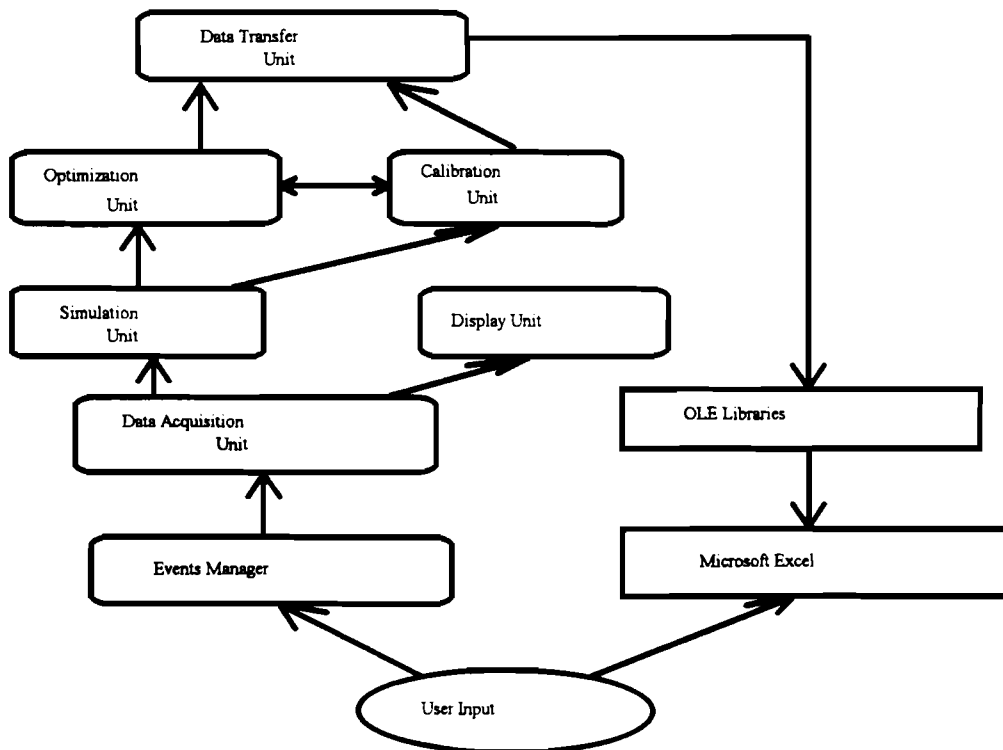 Data Transfer
Unit
Optimization
Unit
Calibration
Unit
Simulation
Unit
Display Unit
Data Acquisition
Unit
OLE Libraries
Events Manager
Microsoft Excel
User Input